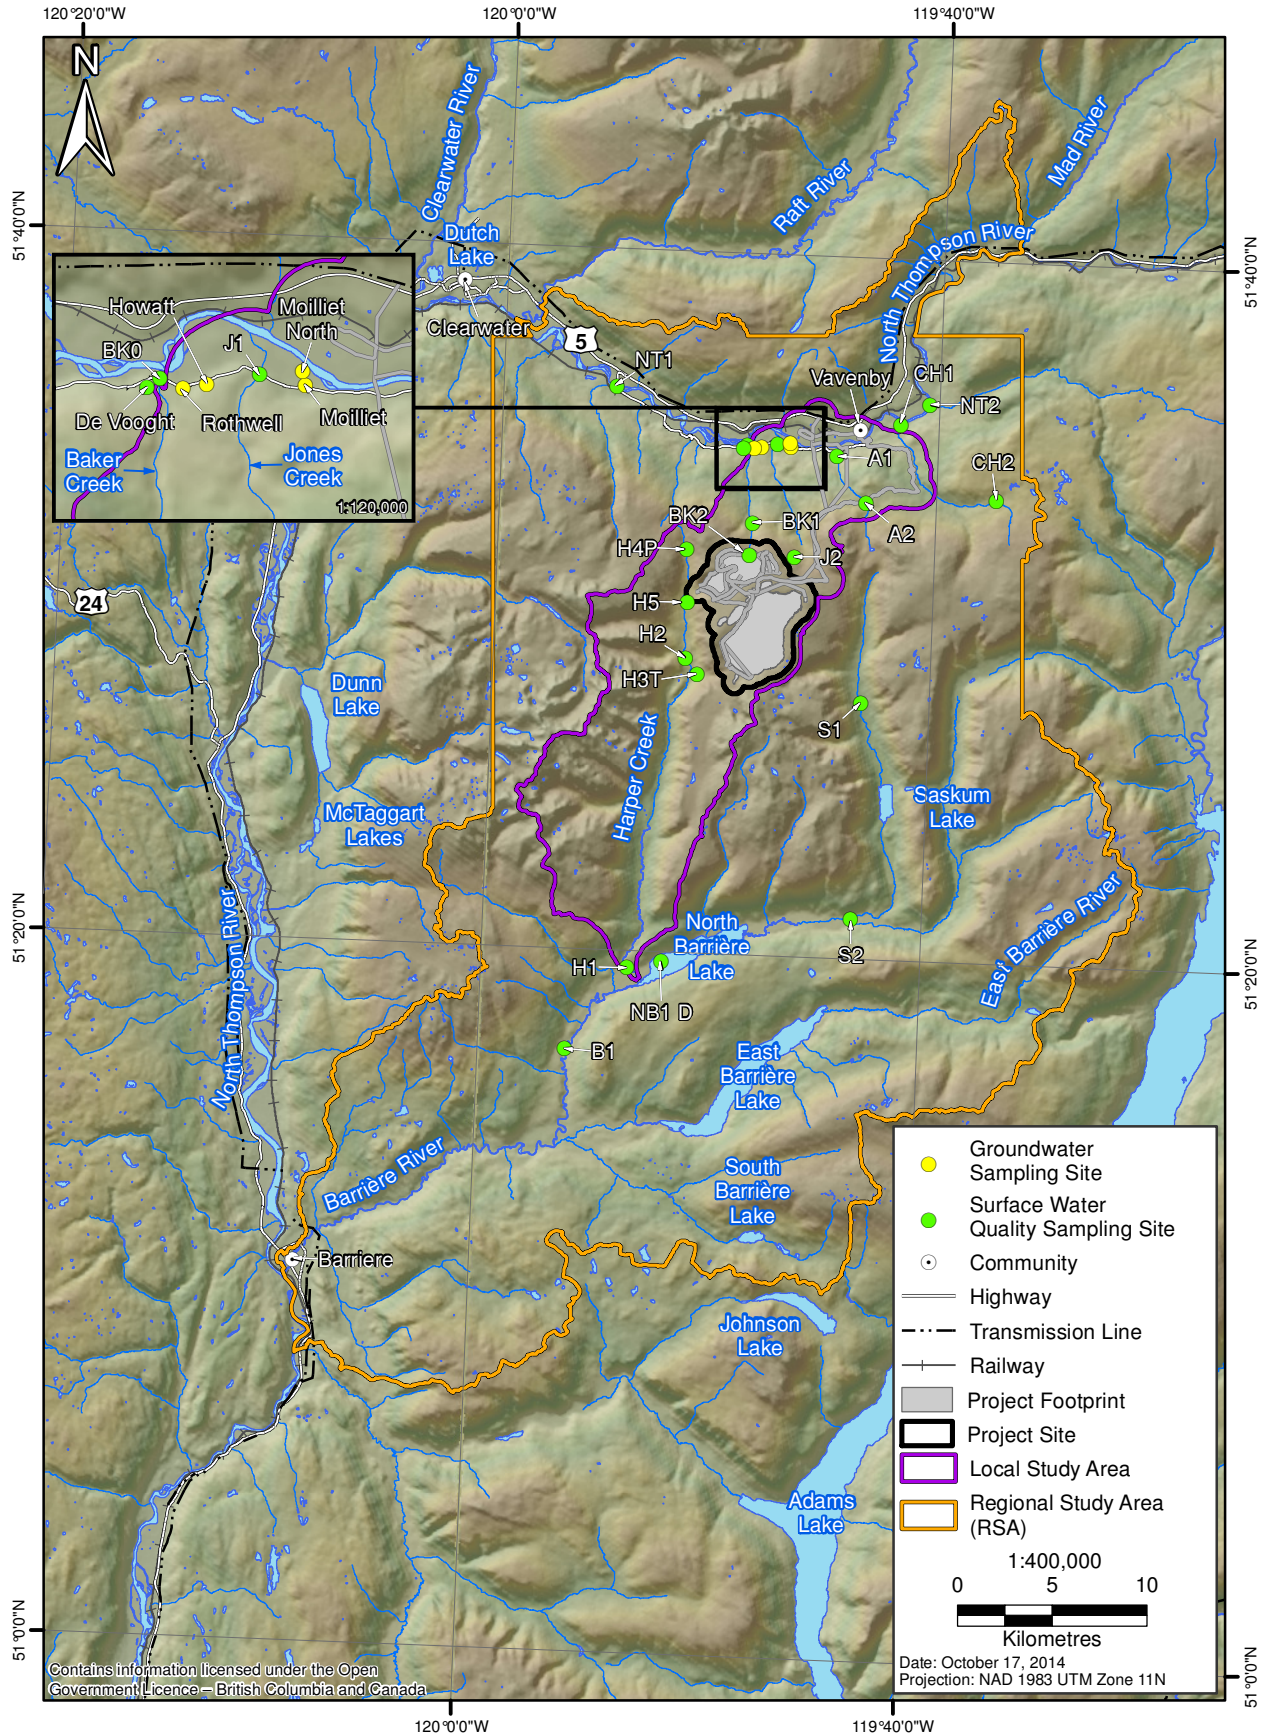 120°20'0"W
120°0'0"W
119°40'0"W
N
Clearwater River
Mad River
Raft River
51°40'0"N
Dutch
Lake
North Thompson River
51°40'0"N
Clearwater
5
NT1
Vavenby
CH1
NT2
Howatt
Moilliet
North
BK0
J1
De Vooght
Rothwell
Moilliet
Baker
Creek
Jones
Creek
1:120,000
A1
CH2
A2
BK2
BK1
H4P
J2
24
H5
H2
H3T
Dunn
Lake
S1
Harper Creek
McTaggart
Lakes
Saskum
Lake
North Thompson River
51°20'0"N
North
Barrière
Lake
East Barrière River
S2
H1
51°20'0"N
NB1 D
B1
East
Barrière
Lake
Barrière River
South
Barrière
Lake
Barriere
Johnson
Lake
Adams
Lake
Groundwater
Sampling Site
Surface Water
Quality Sampling Site
Community
Highway
Transmission Line
Railway
Project Footprint
Project Site
Local Study Area
Regional Study Area
(RSA)
1:400,000
0 5 10
Kilometres
Date: October 17, 2014
Projection: NAD 1983 UTM Zone 11N
51°0'0"N
51°0'0"N
Contains information licensed under the Open
Government Licence – British Columbia and Canada
120°0'0"W
119°40'0"W